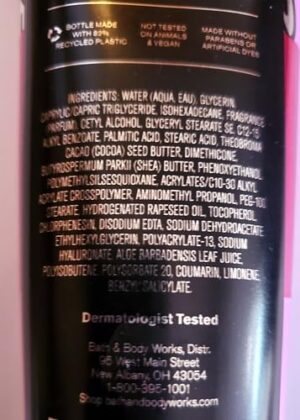 BOTTLE MADE
WITH 83%
RECYCLED PLASTIC
NOT TESTED
ON ANIMALS
& VEGAN
MADE WITHOUT
PARABENS OR
ARTIFICIAL DYES
INGREDIENTS: WATER (AQUA, EAU), GLYCERIN,
CAPRYLIC/CAPRIC TRIGLYCERIDE, ISOHEXADECANE, FRAGRANCE
PARFUM, CETYL ALCOHOL, GLYCERYL STEARATE SE, C12-15
ALKYL BENZOATE, PALMITIC ACID, STEARIC ACID, THEOBROMA
CACAO (COCOA) SEED BUTTER, DIMETHICONE,
BUTYROSPERMUM PARKII (SHEA) BUTTER, PHENOXYETHANOL,
POLYMETHYLSILSESQUIOXANE, ACRYLATES/C10-30 ALKYL
ACRYLATE CROSSPOLYMER, AMINOMETHYL PROPANOL, PEG-100
STEARATE, HYDROGENATED RAPESEED OIL, TOCOPHEROL,
CHLORPHENESIN, DISODIUM EDTA, SODIUM DEHYDROACETATE,
ETHYLHEXYLGLYCERIN, POLYACRYLATE-13, SODIUM
HYALURONATE, ALOE BARBADENSIS LEAF JUICE,
POLYISOBUTENE, POLYSORBATE 20, COUMARIN, LIMONENE,
BENZYL SALICYLATE.
Dermatologist Tested
Bath & Body Works, Distr.
95 West Main Street
New Albany, OH 43054
1-800-395-1001
Shop bathandbodyworks.com